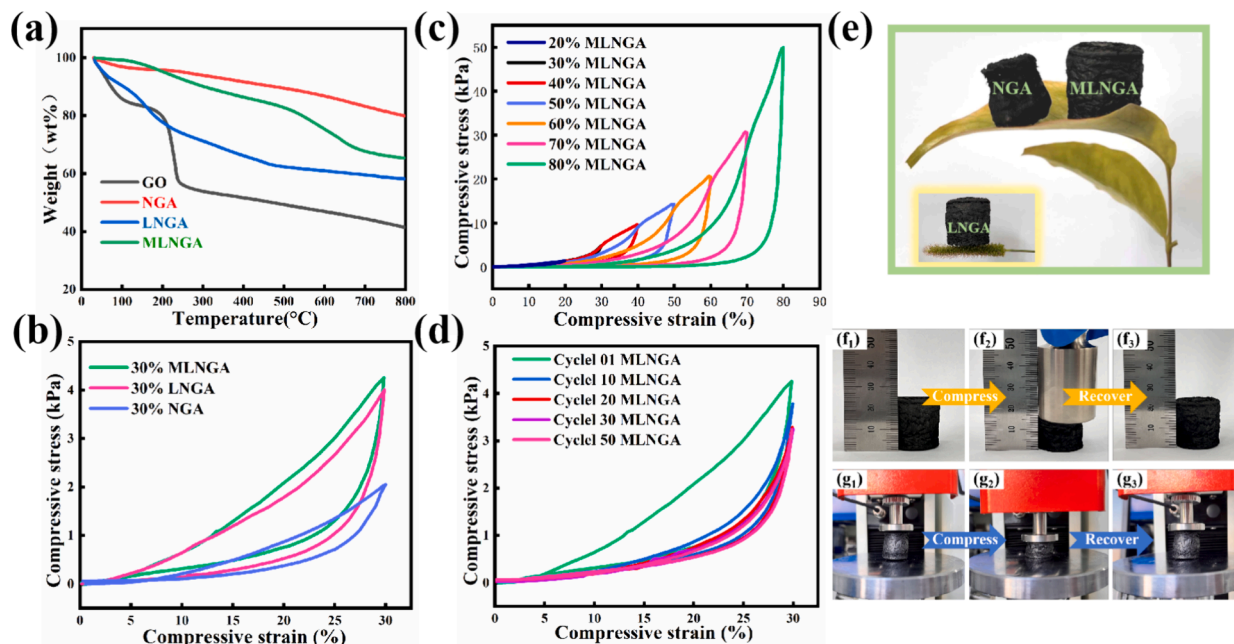 (a)
Weight ( wt%)
100
80
60
40
20
GO
NGA
LNGA
MLNGA
0 100 200 300 400 500 600 700 800
Temperature(°C)
(b)
Compressive stress (kPa)
5
4
3
2
1
0
30% MLNGA
30% LNGA
30% NGA
0 5 10 15 20 25 30
Compressive strain (%)
(c)
Compressive stress (kPa)
50
40
30
20
10
0
20% MLNGA
30% MLNGA
40% MLNGA
50% MLNGA
60% MLNGA
70% MLNGA
80% MLNGA
0 10 20 30 40 50 60 70 80 90
Compressive strain (%)
(d)
Compressive stress (kPa)
5
4
3
2
1
0
Cyclel 01 MLNGA
Cyclel 10 MLNGA
Cyclel 20 MLNGA
Cyclel 30 MLNGA
Cyclel 50 MLNGA
0 5 10 15 20 25 30
Compressive strain (%)
(e)
NGA
MLNGA
LNGA
(f1)
Compress
(f2)
Recover
(f3)
(g1)
Compress
(g2)
Recover
(g3)